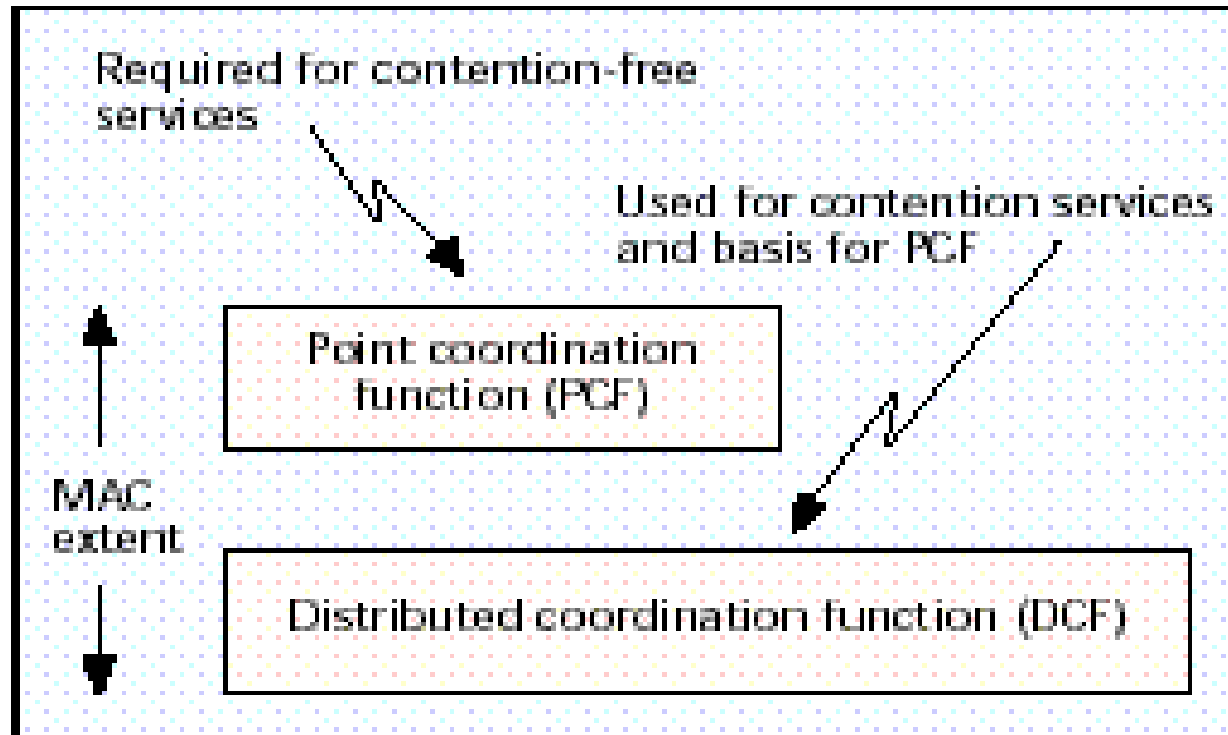 Required for contention-free
services
Used for contention services
and basis for PCF
Point coordination
function (PCF)
MAC
extent
Distributed coordination function (DCF)